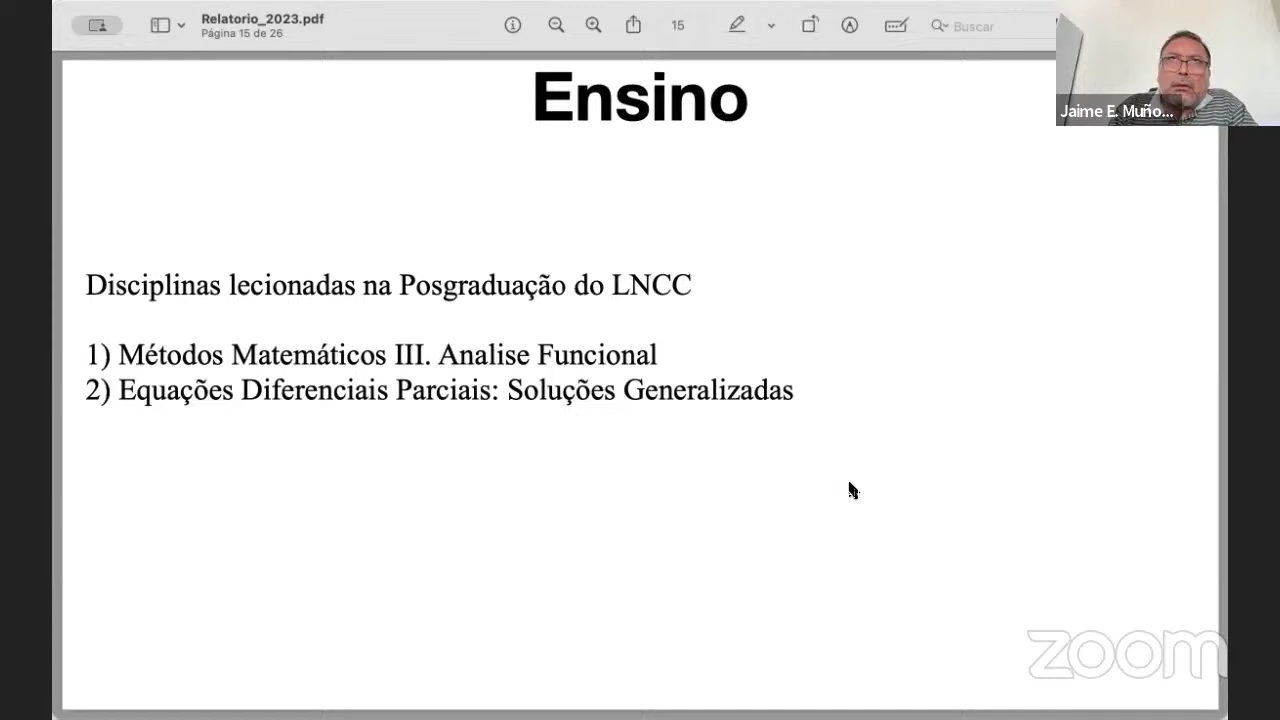 Relatorio_2023.pdf
Página 15 de 26
15
Buscar
Jaime E. Muño...
Ensino
Disciplinas lecionadas na Posgraduação do LNCC
1) Métodos Matemáticos III. Analise Funcional
2) Equações Diferenciais Parciais: Soluções Generalizadas
zoom